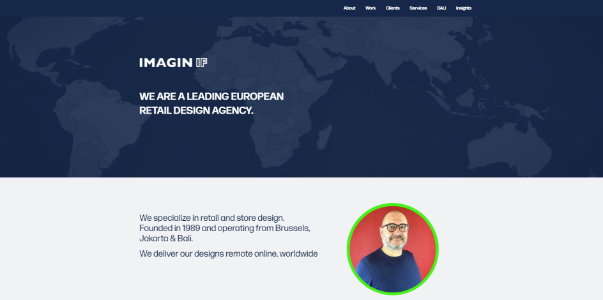 About Work Clients Services BALI Insights
IMAGIN IF
WE ARE A LEADING EUROPEAN
RETAIL DESIGN AGENCY.
We specialize in retail and store design.
Founded in 1989 and operating from Brussels,
Jakarta & Bali.
We deliver our designs remote online, worldwide